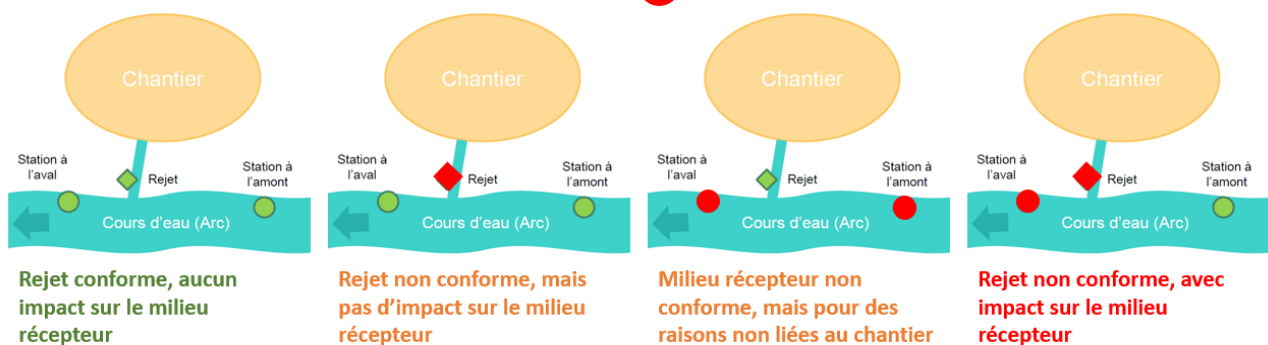 Chantier
Station à
l'aval
Rejet
Station à
l'amont
Cours d'eau (Arc)
Rejet conforme, aucun
impact sur le milieu
récepteur
Chantier
Station à
l'aval
Rejet
Station à
l'amont
Cours d'eau (Arc)
Rejet non conforme, mais
pas d'impact sur le milieu
récepteur
Chantier
Station à
l'aval
Rejet
Station à
l'amont
Cours d'eau (Arc)
Milieu récepteur non
conforme, mais pour des
raisons non liées au chantier
Chantier
Station à
l'aval
Rejet
Station à
l'amont
Cours d'eau (Arc)
Rejet non conforme, avec
impact sur le milieu
récepteur